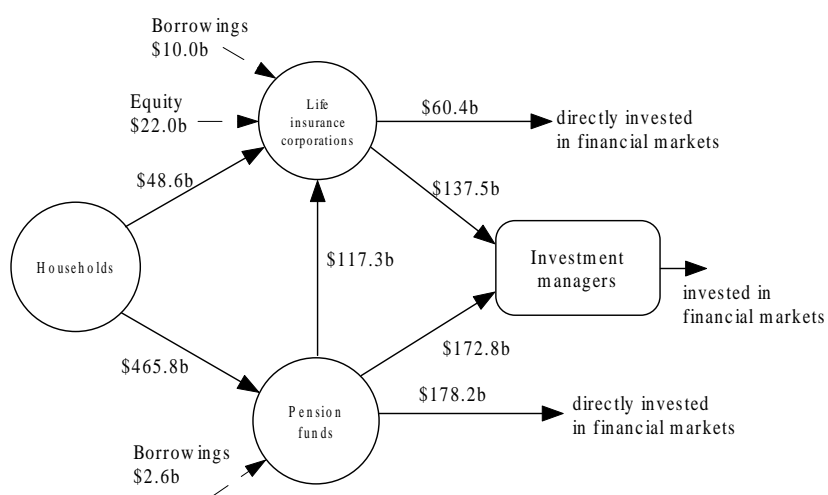 Borrowings
$10.0b
Equity
$22.0b
Life
insurance
corporations
$60.4b
directly invested
in financial markets
$48.6b
$137.5b
Households
$117.3b
Investment
managers
invested in
financial markets
$465.8b
$172.8b
$178.2b
Pension
funds
directly invested
in financial markets
Borrowings
$2.6b